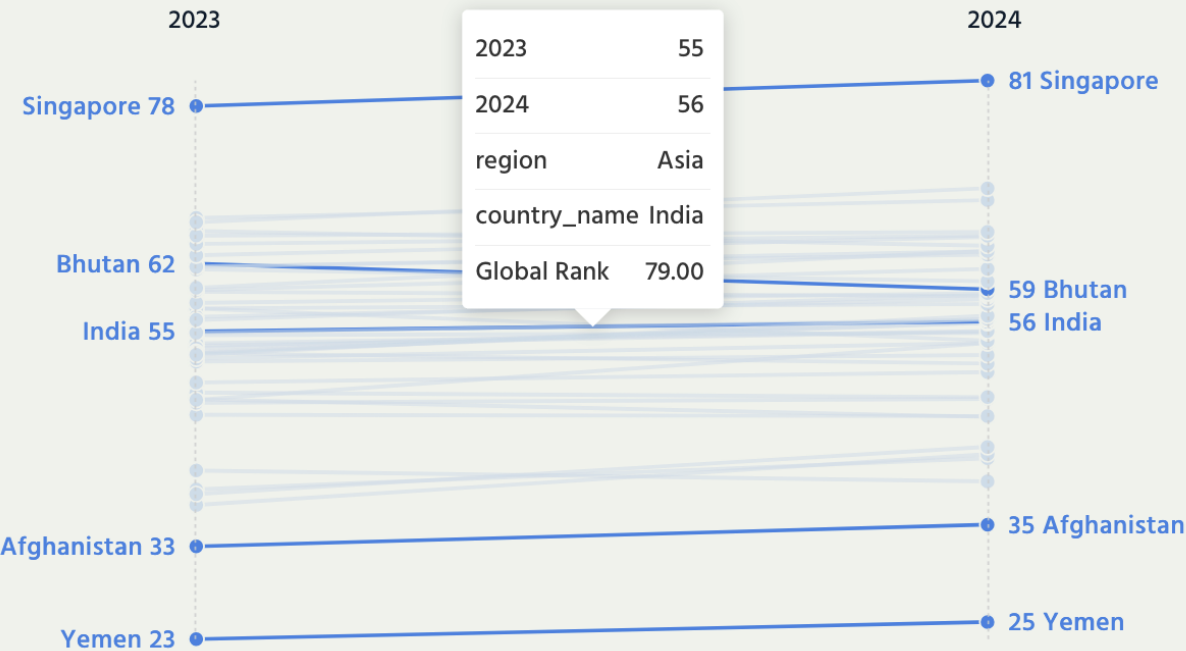 2023 2024
2023 55
2024 56
region Asia
country_name India
Global Rank 79.00
Singapore 78 81 Singapore
Bhutan 62 59 Bhutan
India 55 56 India
Afghanistan 33 35 Afghanistan
Yemen 23 25 Yemen